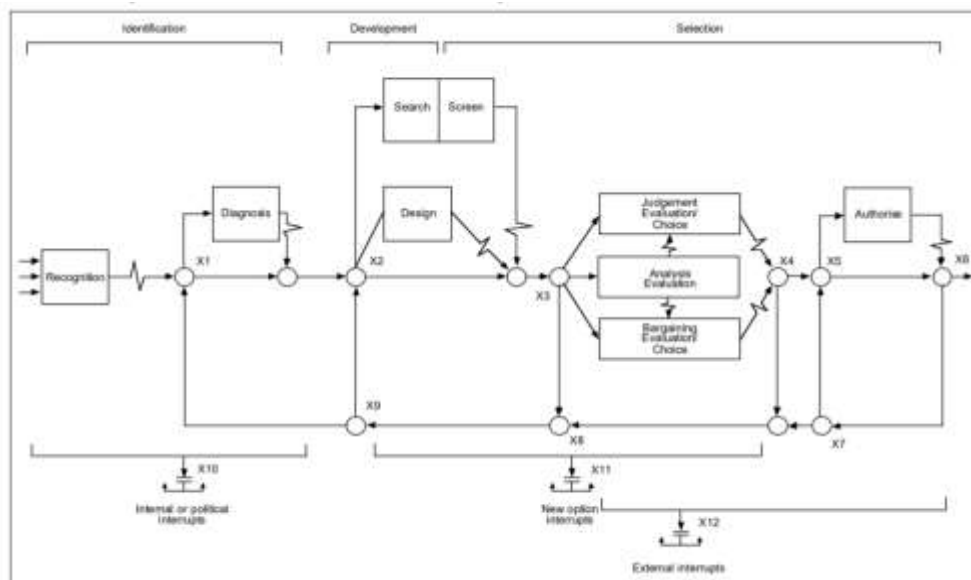 Identification
Development
Selection
Search
Screen
Diagnosis
Design
Judgement
Evaluation/
Choice
Authorise
X1
X2
X4
X5
X6
Recognition
Analysis
Evaluation
X3
Bargaining
Evaluation/
Choice
X9
X8
X7
X10
X11
Internal or political
interrupts
New option
interrupts
X12
External interrupts